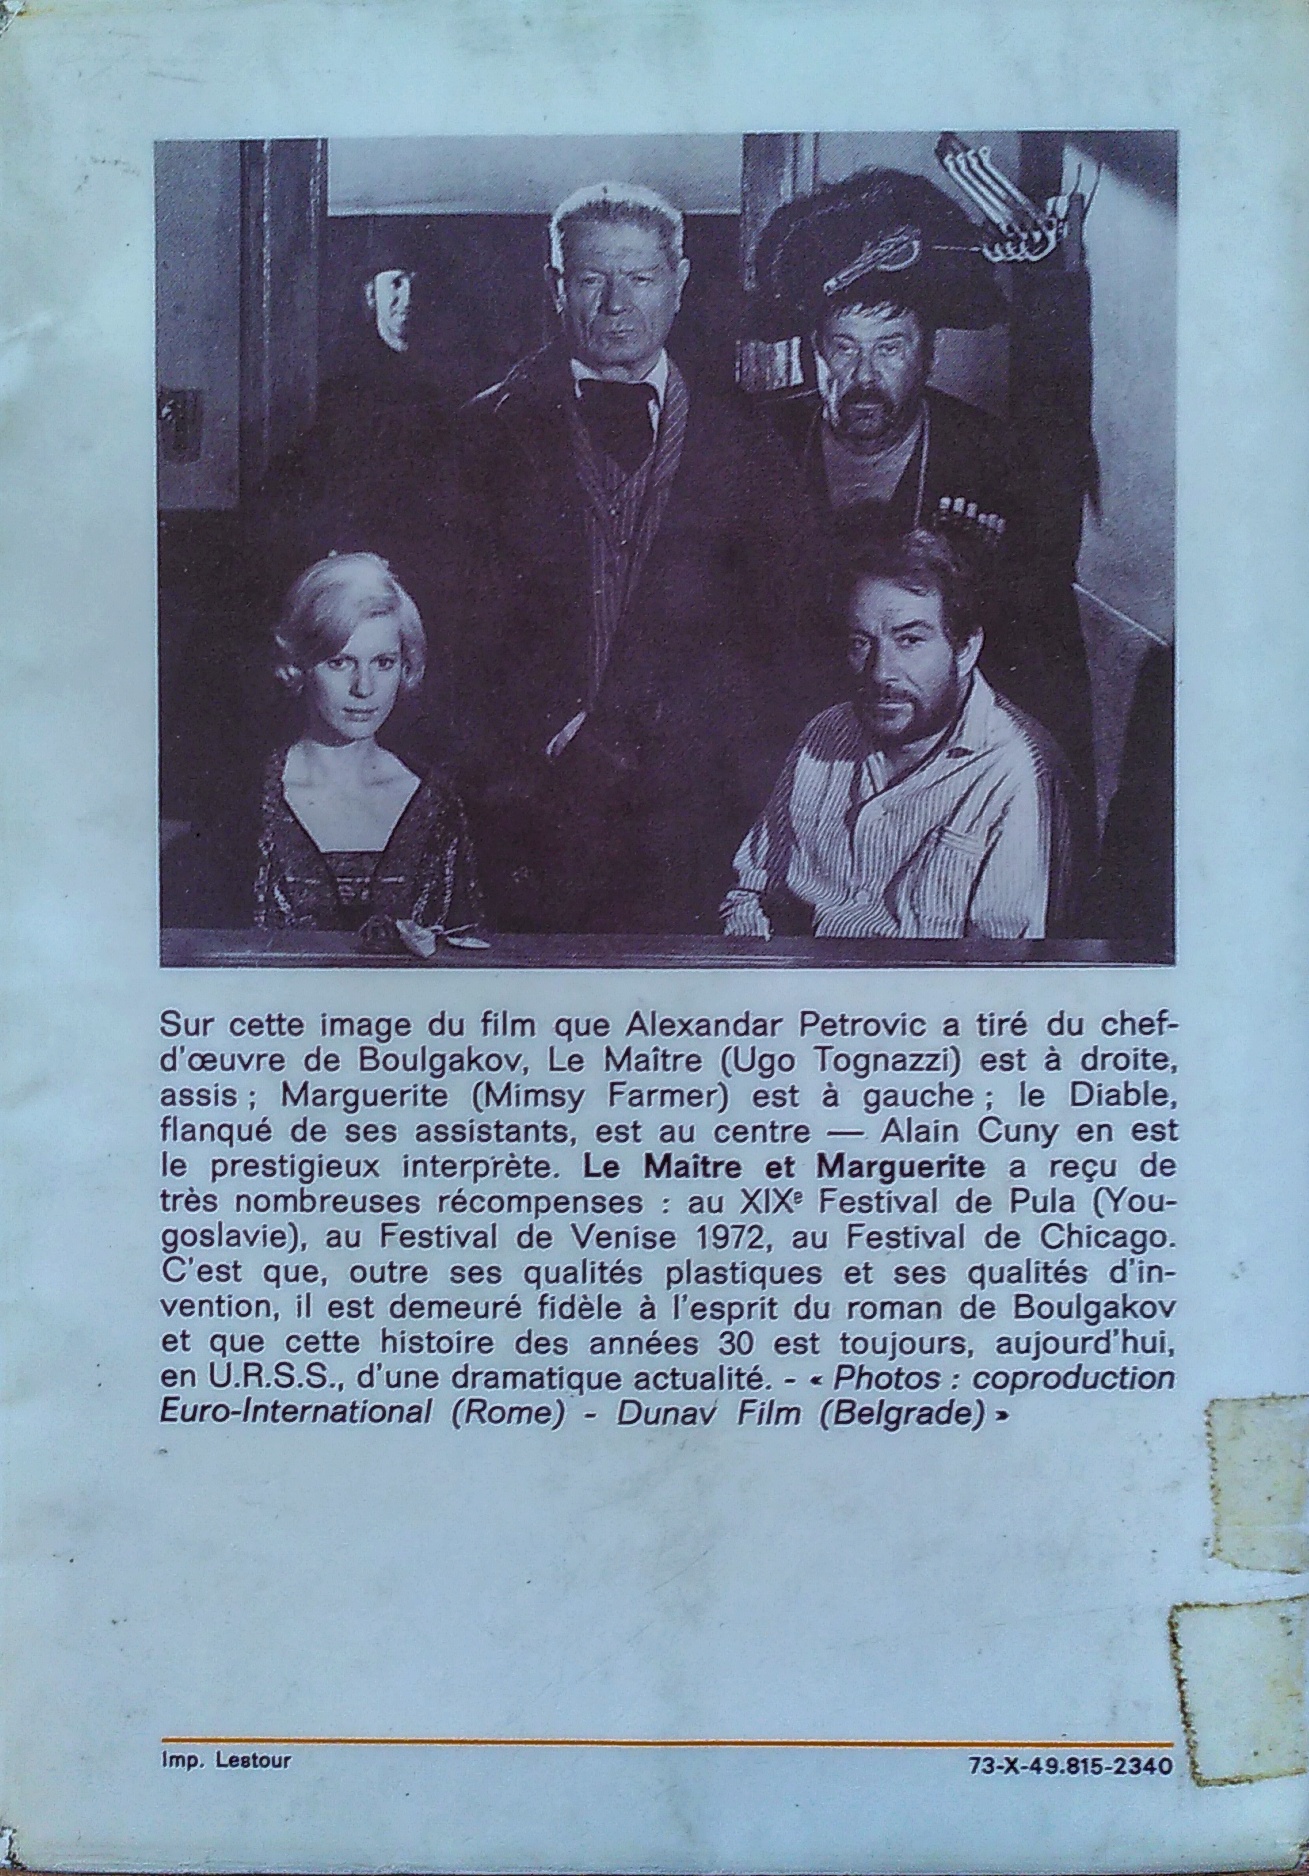 Sur cette image du film que Alexandar Petrovic a tiré du chef-
d'œuvre de Boulgakov, Le Maître (Ugo Tognazzi) est à droite,
assis ; Marguerite (Mimsy Farmer) est à gauche ; le Diable,
flanqué de ses assistants, est au centre — Alain Cuny en est
le prestigieux interprète. Le Maître et Marguerite a reçu de
très nombreuses récompenses : au XIXe Festival de Pula (You-
goslavie), au Festival de Venise 1972, au Festival de Chicago.
C'est que, outre ses qualités plastiques et ses qualités d'in-
vention, il est demeuré fidèle à l'esprit du roman de Boulgakov
et que cette histoire des années 30 est toujours, aujourd'hui,
en U.R.S.S., d'une dramatique actualité. - « Photos : coproduction
Euro-International (Rome) - Dunav Film (Belgrade) »
Imp. Lestour
73-X-49.815-2340